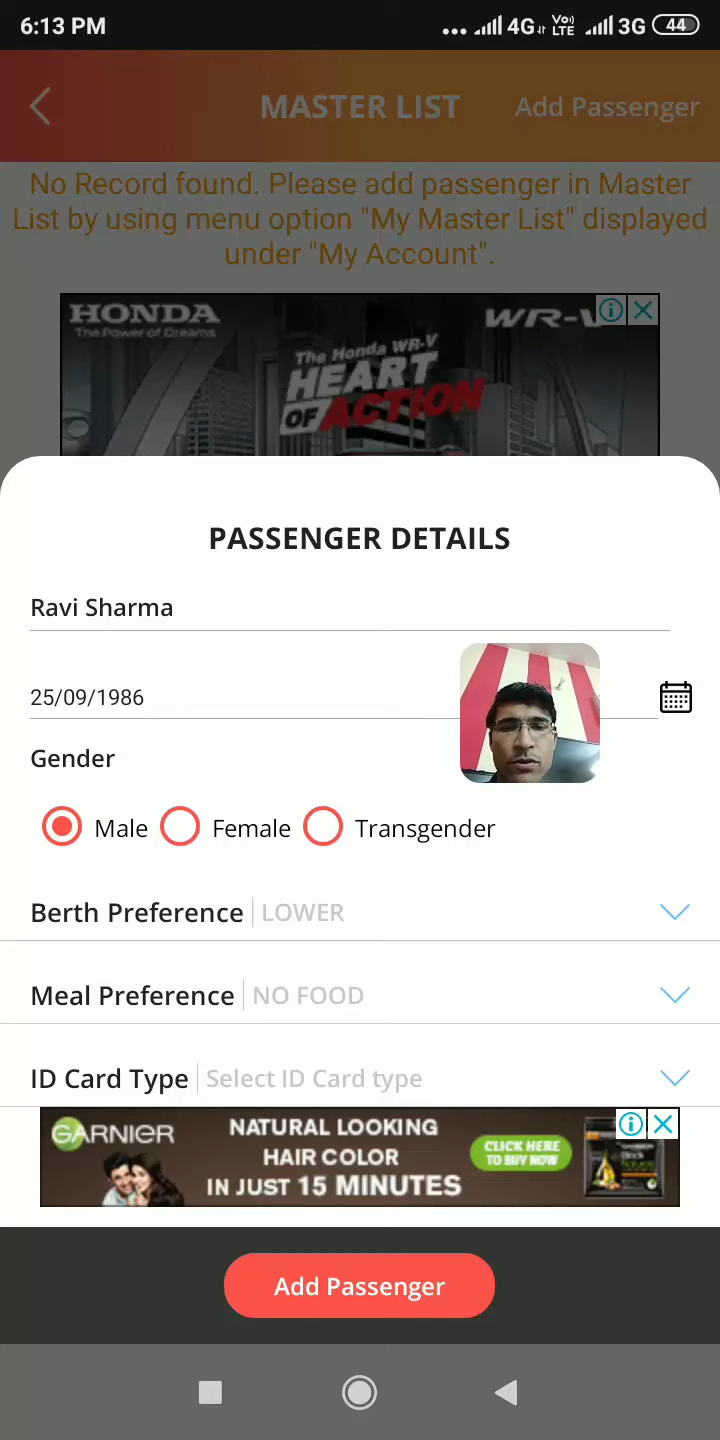 6:13 PM
4G VoLTE 3G 44
MASTER LIST Add Passenger
No Record found. Please add passenger in Master
List by using menu option "My Master List" displayed
under "My Account".
HONDA
The Power of Dreams
WR-V
The Honda WR-V
HEART
OF ACTION
PASSENGER DETAILS
Ravi Sharma
25/09/1986
Gender
Male Female Transgender
Berth Preference LOWER
Meal Preference NO FOOD
ID Card Type Select ID Card type
GARNIER
NATURAL LOOKING
HAIR COLOR
IN JUST 15 MINUTES
CLICK HERE
TO BUY NOW
Add Passenger